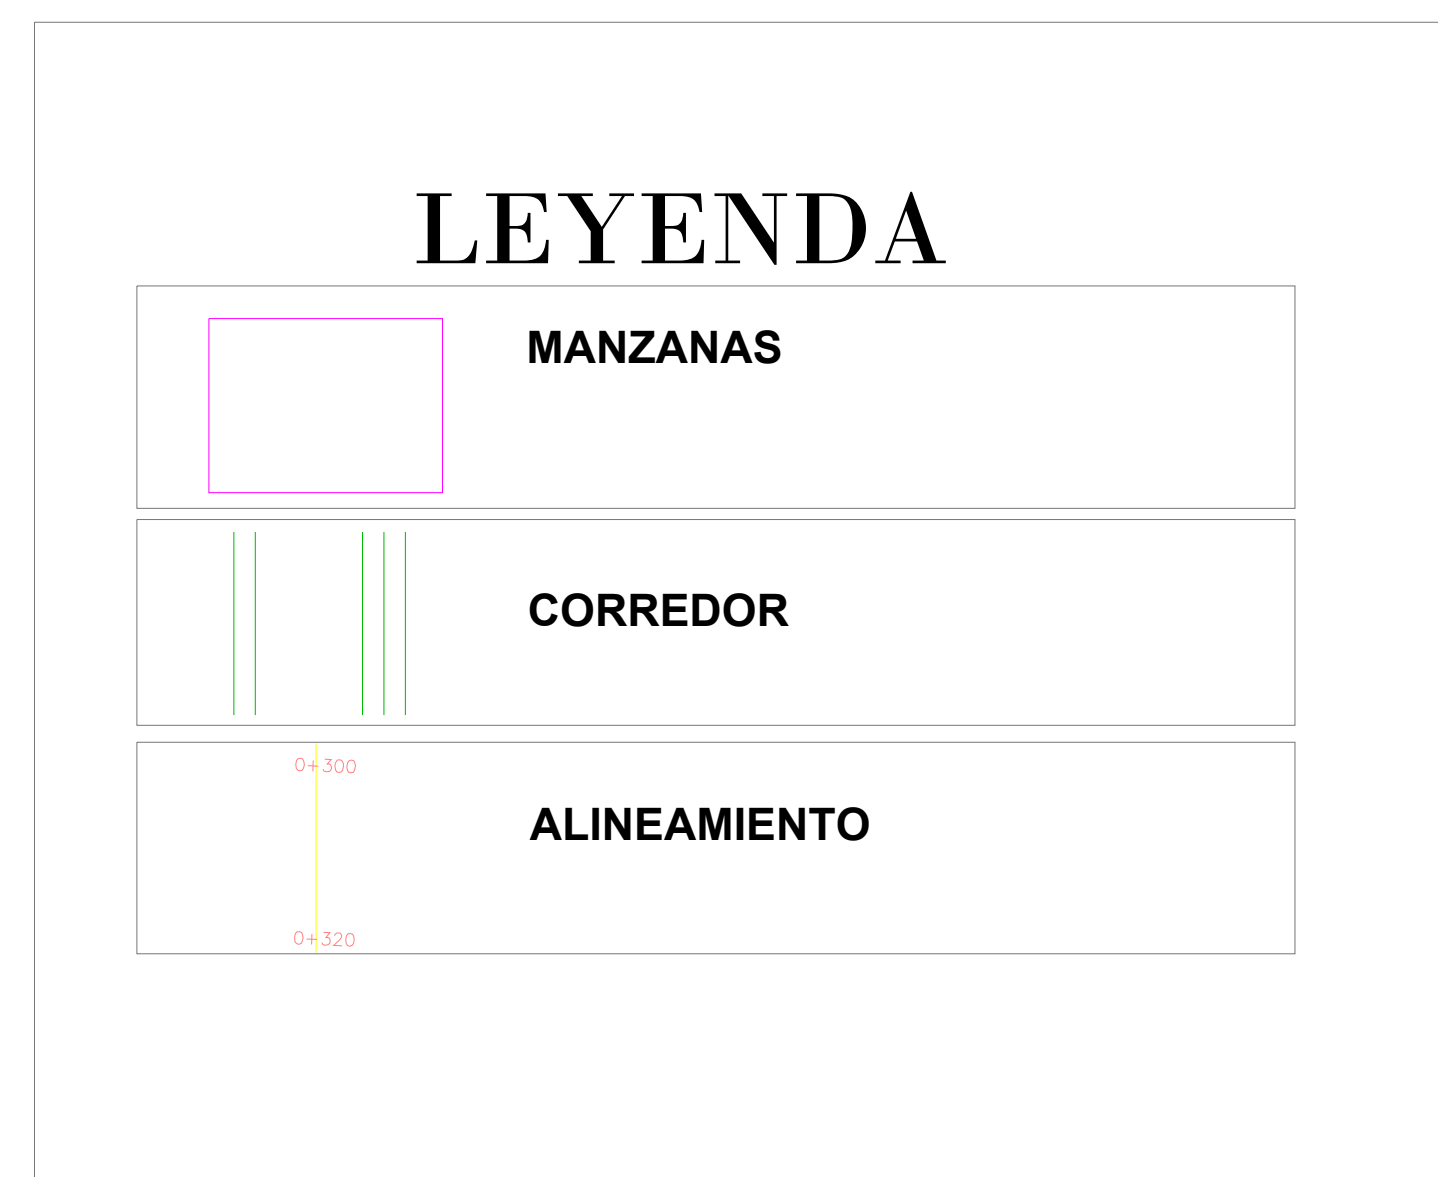 LEYENDA
MANZANAS
CORREDOR
0+300
ALINEAMIENTO
0+320